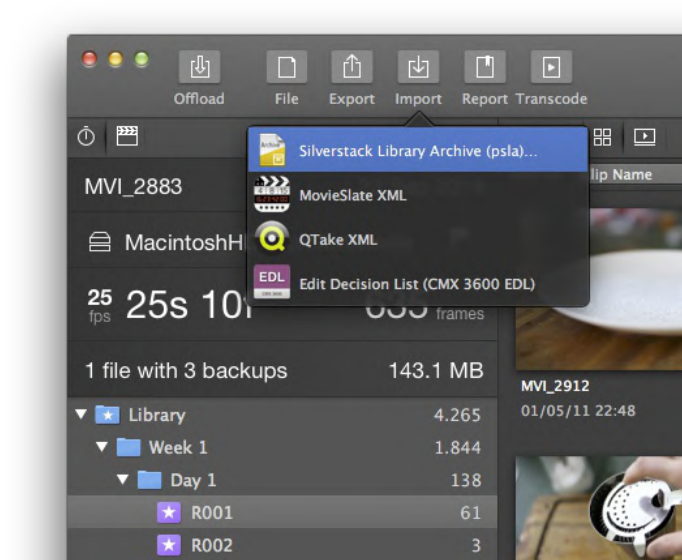 Offload File Export Import Report Transcode
Silverstack Library Archive (psla)...
lip Name
MVI_2883
MovieSlate XML
MacintoshH
QTake XML
EDL
Edit Decision List (CMX 3600 EDL)
25 fps 25s 10f
635 frames
1 file with 3 backups 143.1 MB
MVI_2912
01/05/11 22:48
Library 4.265
Week 1 1.844
Day 1 138
R001 61
R002 3